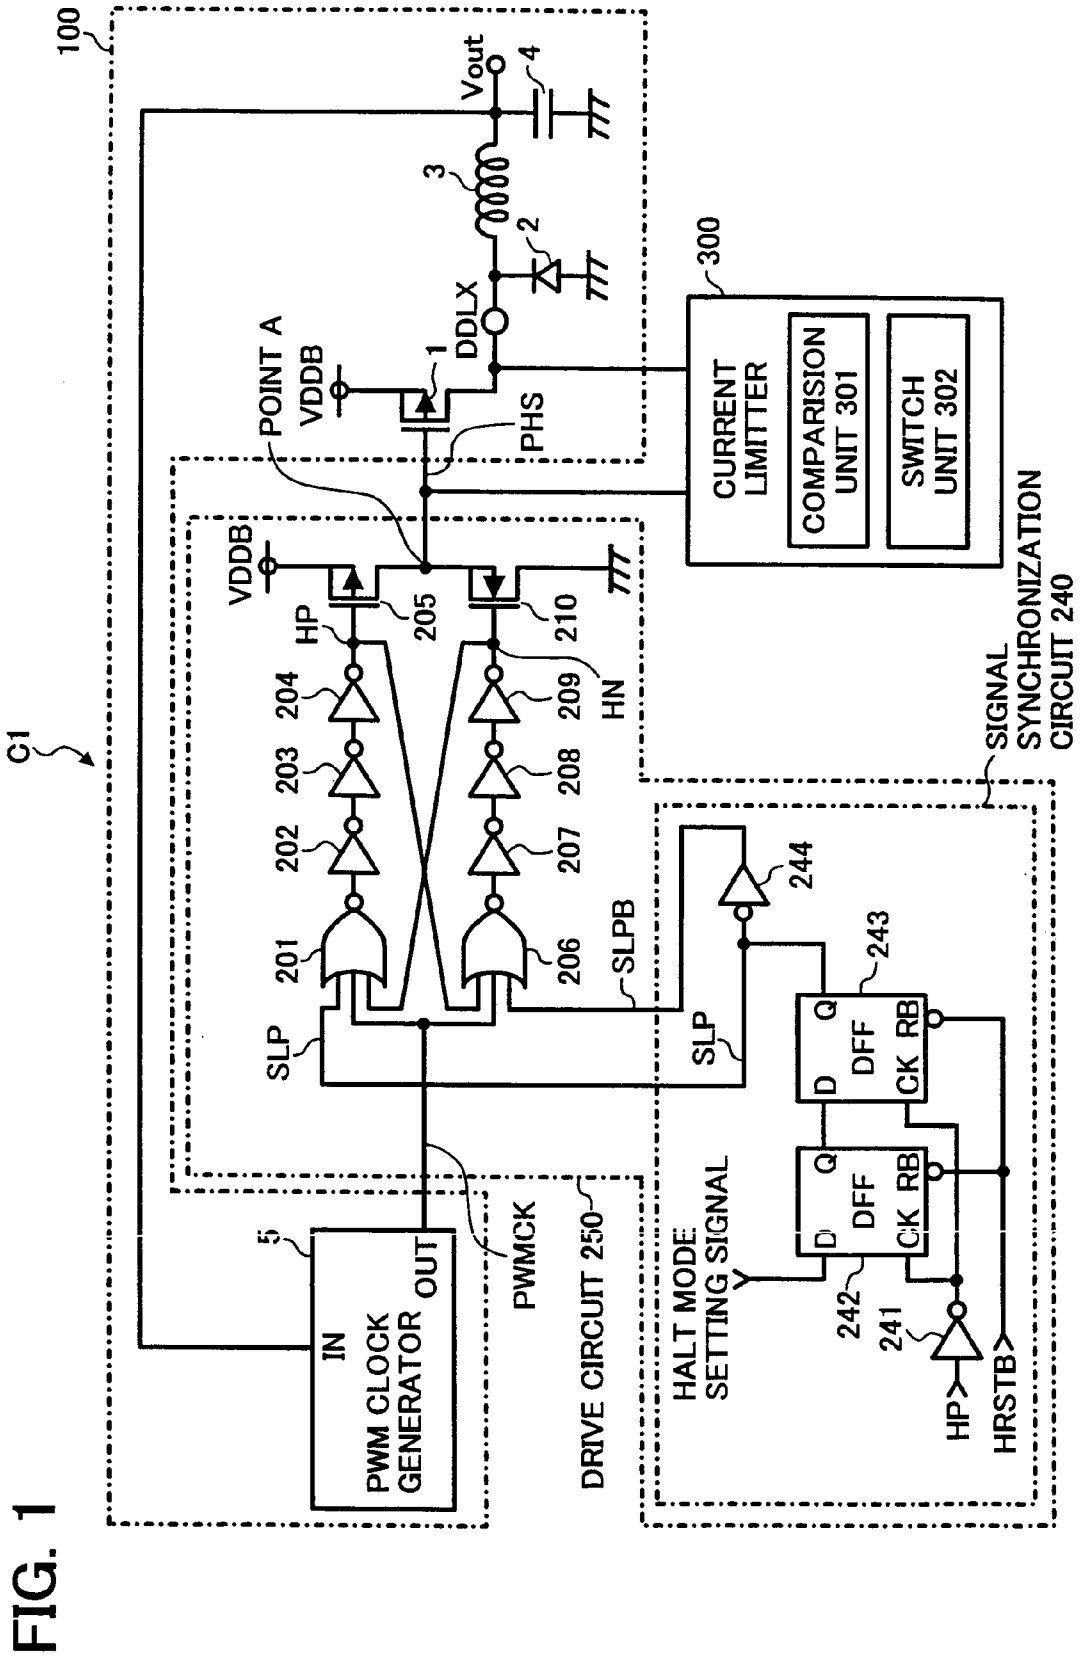 FIG. 1
C1
100
PWM CLOCK
GENERATOR
IN
OUT
5
PWMCK
DRIVE CIRCUIT 250
SLP
201
202
203
204
HP
VDDB
205
POINT A
VDDB
1
PHS
DDLX
2
3
Vout
4
206
207
208
209
HN
210
SLPB
SLP
CURRENT
LIMITTER
300
COMPARISION
UNIT 301
SWITCH
UNIT 302
SIGNAL
SYNCHRONIZATION
CIRCUIT 240
HALT MODE
SETTING SIGNAL
242
D
Q
DFF
CK
RB
243
D
Q
DFF
CK
RB
244
241
HP
HRSTB